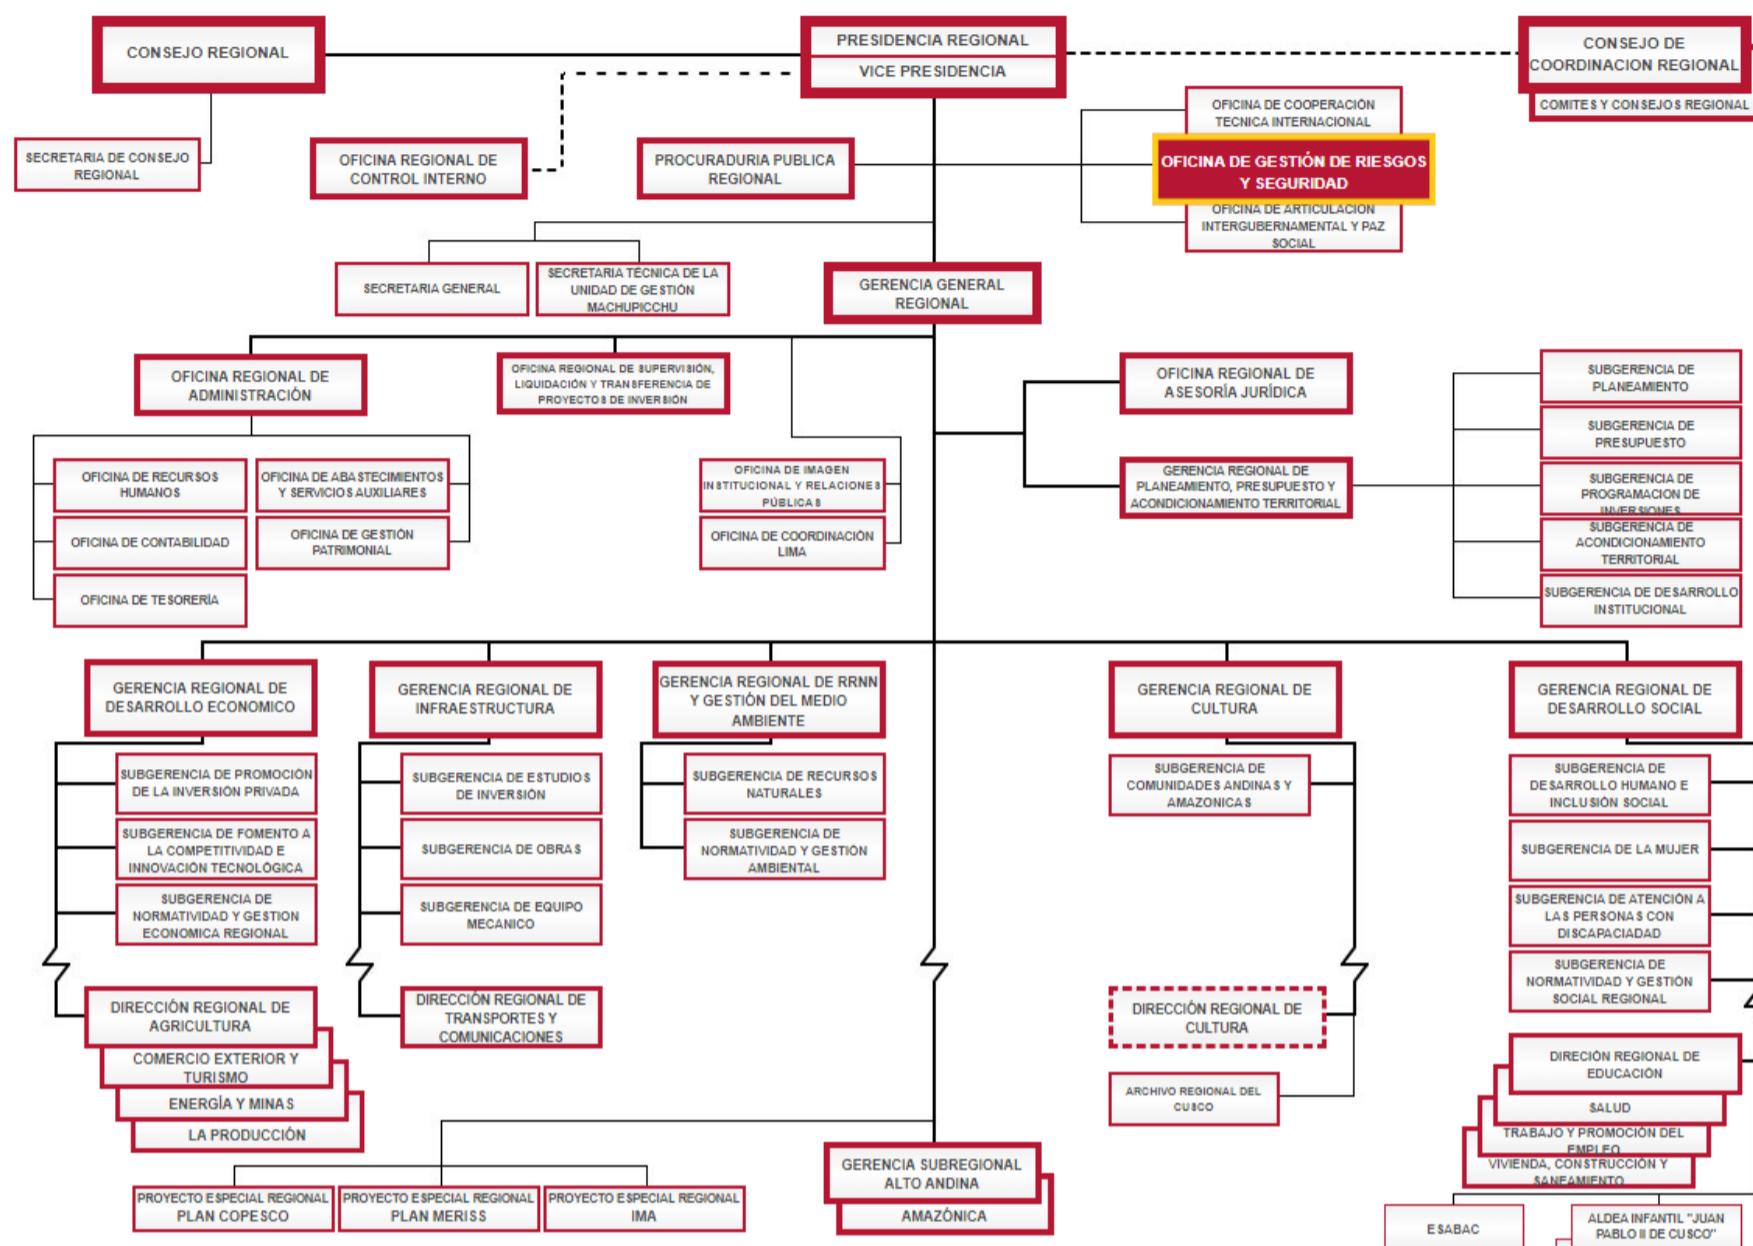 CONSEJO REGIONAL
PRESIDENCIA REGIONAL
VICE PRESIDENCIA
CONSEJO DE
COORDINACION REGIONAL
COMITES Y CONSEJOS REGIONAL
SECRETARIA DE CONSEJO
REGIONAL
OFICINA REGIONAL DE
CONTROL INTERNO
PROCURADURIA PUBLICA
REGIONAL
OFICINA DE COOPERACIÓN
TECNICA INTERNACIONAL
OFICINA DE GESTIÓN DE RIESGOS
Y SEGURIDAD
OFICINA DE ARTICULACION
INTERGUBERNAMENTAL Y PAZ
SOCIAL
SECRETARIA GENERAL
SECRETARIA TÉCNICA DE LA
UNIDAD DE GESTIÓN
MACHUPICCHU
GERENCIA GENERAL
REGIONAL
OFICINA REGIONAL DE
ADMINISTRACIÓN
OFICINA REGIONAL DE SUPERVISIÓN,
LIQUIDACIÓN Y TRANSFERENCIA DE
PROYECTOS DE INVERSIÓN
OFICINA REGIONAL DE
ASESORÍA JURÍDICA
SUBGERENCIA DE
PLANEAMIENTO
SUBGERENCIA DE
PRESUPUESTO
OFICINA DE RECURSOS
HUMANOS
OFICINA DE ABASTECIMIENTOS
Y SERVICIOS AUXILIARES
OFICINA DE IMAGEN
INSTITUCIONAL Y RELACIONES
PÚBLICAS
GERENCIA REGIONAL DE
PLANEAMIENTO, PRESUPUESTO Y
ACONDICIONAMIENTO TERRITORIAL
SUBGERENCIA DE
PROGRAMACION DE
INVERSIONES
OFICINA DE CONTABILIDAD
OFICINA DE GESTIÓN
PATRIMONIAL
OFICINA DE COORDINACIÓN
LIMA
SUBGERENCIA DE
ACONDICIONAMIENTO
TERRITORIAL
OFICINA DE TESORERÍA
SUBGERENCIA DE DESARROLLO
INSTITUCIONAL
GERENCIA REGIONAL DE
DESARROLLO ECONOMICO
GERENCIA REGIONAL DE
INFRAESTRUCTURA
GERENCIA REGIONAL DE RRNN
Y GESTIÓN DEL MEDIO
AMBIENTE
GERENCIA REGIONAL DE
CULTURA
GERENCIA REGIONAL DE
DESARROLLO SOCIAL
SUBGERENCIA DE PROMOCIÓN
DE LA INVERSIÓN PRIVADA
SUBGERENCIA DE ESTUDIOS
DE INVERSIÓN
SUBGERENCIA DE RECURSOS
NATURALES
SUBGERENCIA DE
COMUNIDADES ANDINAS Y
AMAZONICAS
SUBGERENCIA DE
DESARROLLO HUMANO E
INCLUSIÓN SOCIAL
SUBGERENCIA DE FOMENTO A
LA COMPETITIVIDAD E
INNOVACIÓN TECNOLÓGICA
SUBGERENCIA DE OBRAS
SUBGERENCIA DE
NORMATIVIDAD Y GESTIÓN
AMBIENTAL
SUBGERENCIA DE LA MUJER
SUBGERENCIA DE
NORMATIVIDAD Y GESTION
ECONOMICA REGIONAL
SUBGERENCIA DE EQUIPO
MECANICO
SUBGERENCIA DE ATENCIÓN A
LAS PERSONAS CON
DISCAPACIADAD
SUBGERENCIA DE
NORMATIVIDAD Y GESTIÓN
SOCIAL REGIONAL
DIRECCIÓN REGIONAL DE
AGRICULTURA
COMERCIO EXTERIOR Y
TURISMO
ENERGÍA Y MINAS
LA PRODUCCIÓN
DIRECCIÓN REGIONAL DE
TRANSPORTES Y
COMUNICACIONES
DIRECCIÓN REGIONAL DE
CULTURA
ARCHIVO REGIONAL DEL
CUSCO
DIRECIÓN REGIONAL DE
EDUCACIÓN
SALUD
TRABAJO Y PROMOCIÓN DEL
EMPLEO
VIVIENDA, CONSTRUCCIÓN Y
SANEAMIENTO
PROYECTO ESPECIAL REGIONAL
PLAN COPESCO
PROYECTO ESPECIAL REGIONAL
PLAN MERISS
PROYECTO ESPECIAL REGIONAL
IMA
GERENCIA SUBREGIONAL
ALTO ANDINA
AMAZÓNICA
ESABAC
ALDEA INFANTIL "JUAN
PABLO II DE CUSCO"